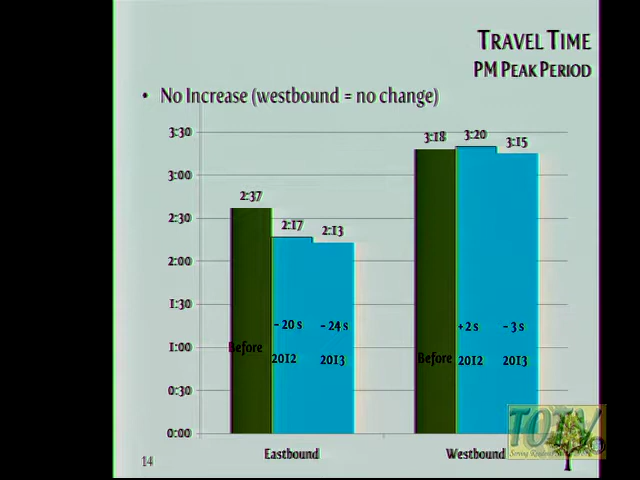 TRAVEL TIME
PM PEAK PERIOD
• No Increase (westbound = no change)
3:30
3:00
2:30
2:00
1:30
1:00
0:30
0:00
2:37
2:17
2:13
3:18
3:20
3:15
- 20 s
- 24 s
+2 s
- 3 s
Before
2012
2013
Before
2012
2013
Eastbound
Westbound
14